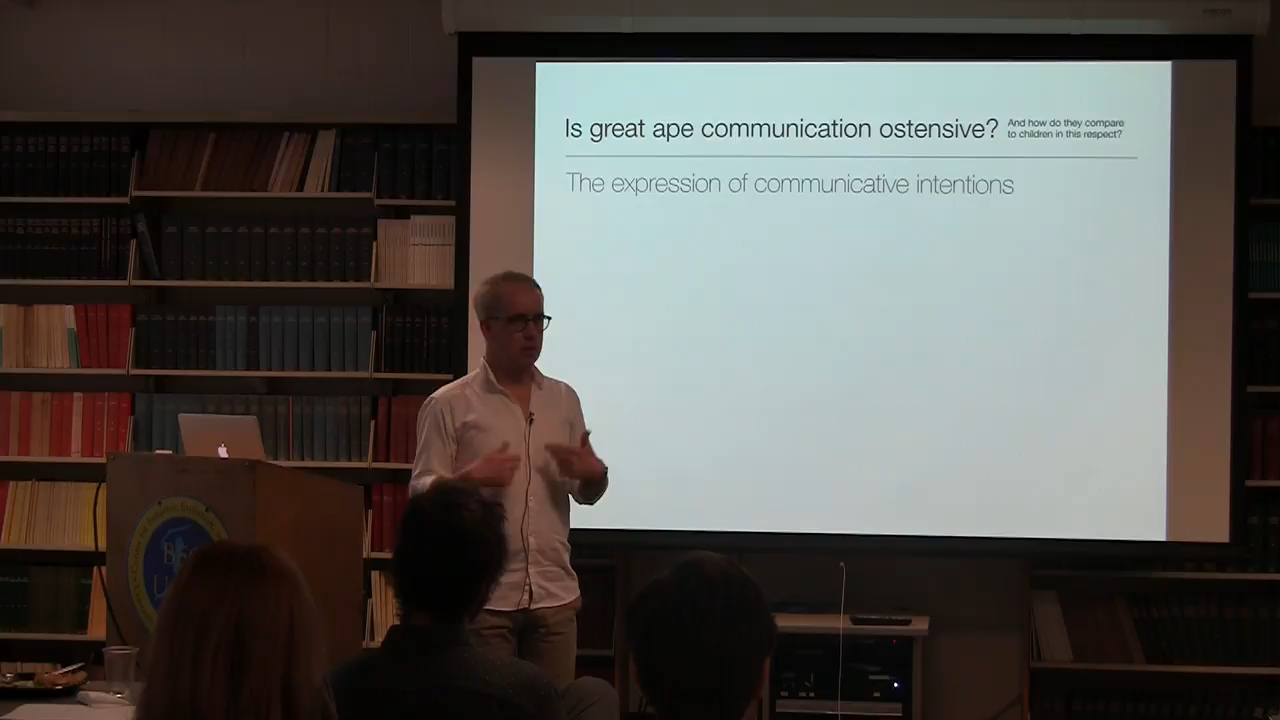 Is great ape communication ostensive?
And how do they compare
to children in this respect?
The expression of communicative intentions